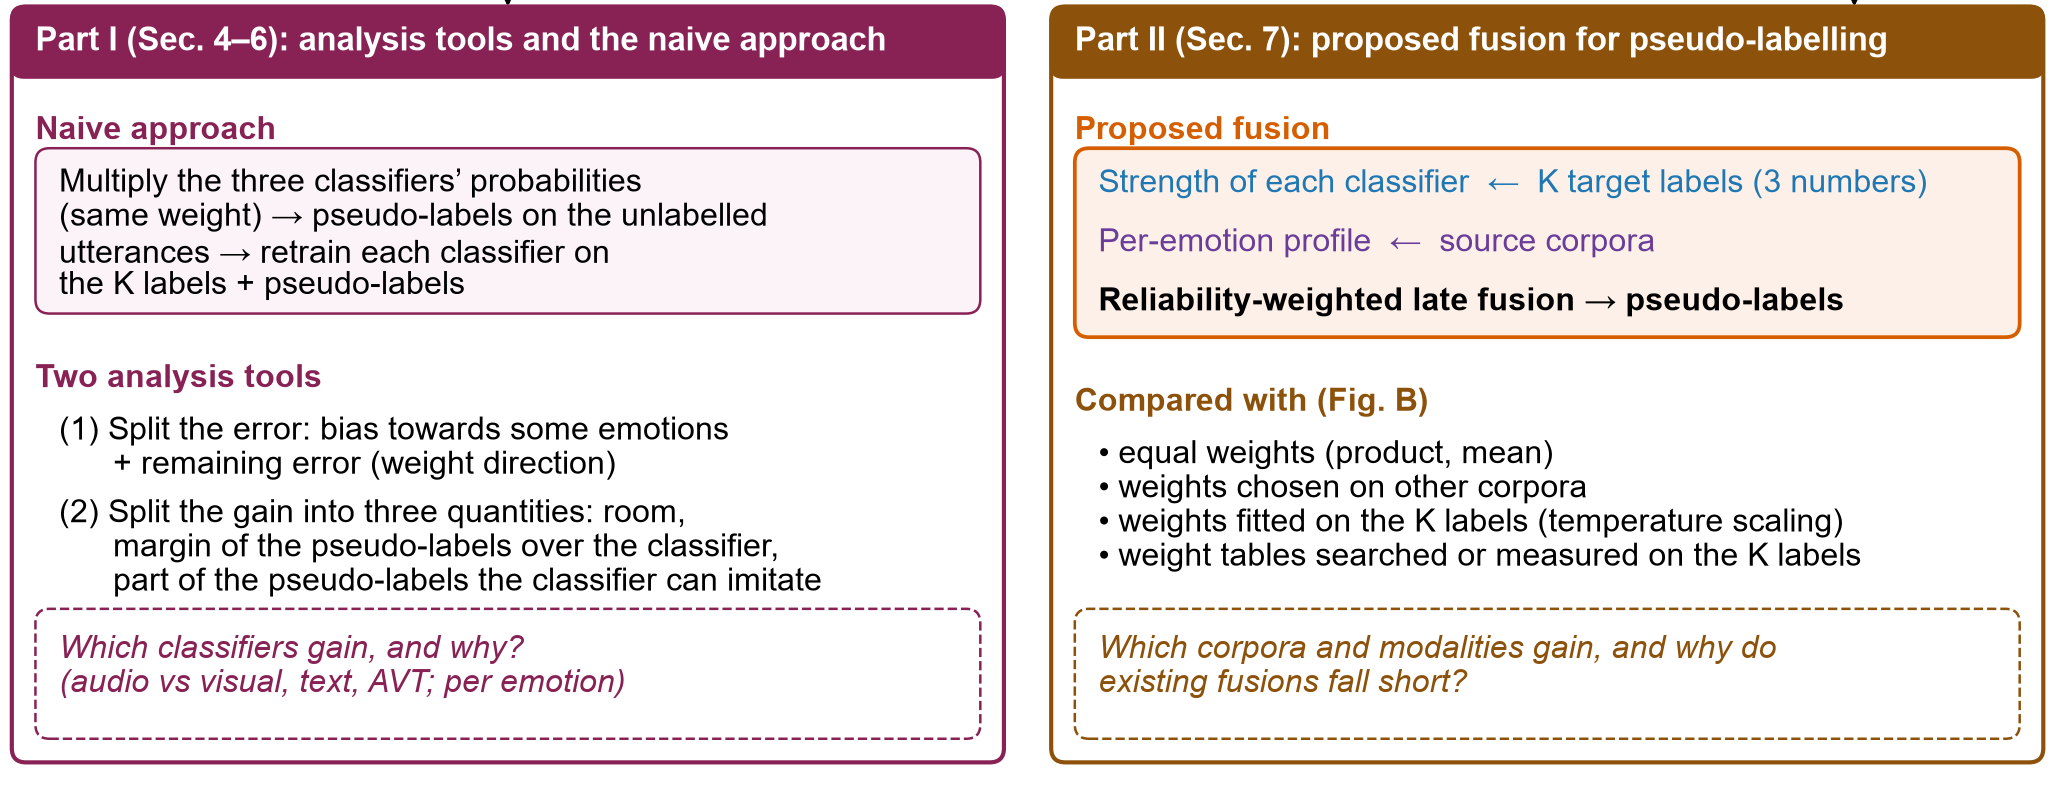 Part I (Sec. 4–6): analysis tools and the naive approach
Naive approach
Multiply the three classifiers’ probabilities
(same weight) → pseudo-labels on the unlabelled
utterances → retrain each classifier on
the K labels + pseudo-labels
Two analysis tools
(1) Split the error: bias towards some emotions
+ remaining error (weight direction)
(2) Split the gain into three quantities: room,
margin of the pseudo-labels over the classifier,
part of the pseudo-labels the classifier can imitate
Which classifiers gain, and why?
(audio vs visual, text, AVT; per emotion)
Part II (Sec. 7): proposed fusion for pseudo-labelling
Proposed fusion
Strength of each classifier ← K target labels (3 numbers)
Per-emotion profile ← source corpora
Reliability-weighted late fusion → pseudo-labels
Compared with (Fig. B)
• equal weights (product, mean)
• weights chosen on other corpora
• weights fitted on the K labels (temperature scaling)
• weight tables searched or measured on the K labels
Which corpora and modalities gain, and why do
existing fusions fall short?